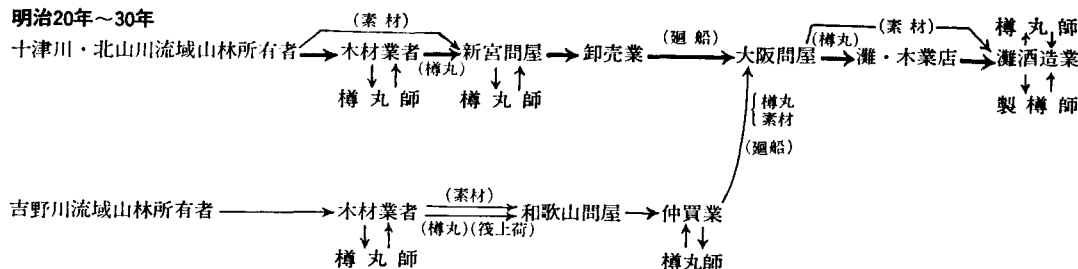 明治20年～30年
(素材) (廻船) (素材) 樽丸師
十津川・北山川流域山林所有者 木材業者 (樽丸) 新宮問屋 卸売業 大阪問屋 (樽丸) 灘・木業店 灘酒造業
樽丸師 樽丸師 製樽師
樽丸
素材
(廻船)
(素材)
吉野川流域山林所有者 木材業者 和歌山問屋 仲買業
(樽丸)(筏上荷)
樽丸師 樽丸師